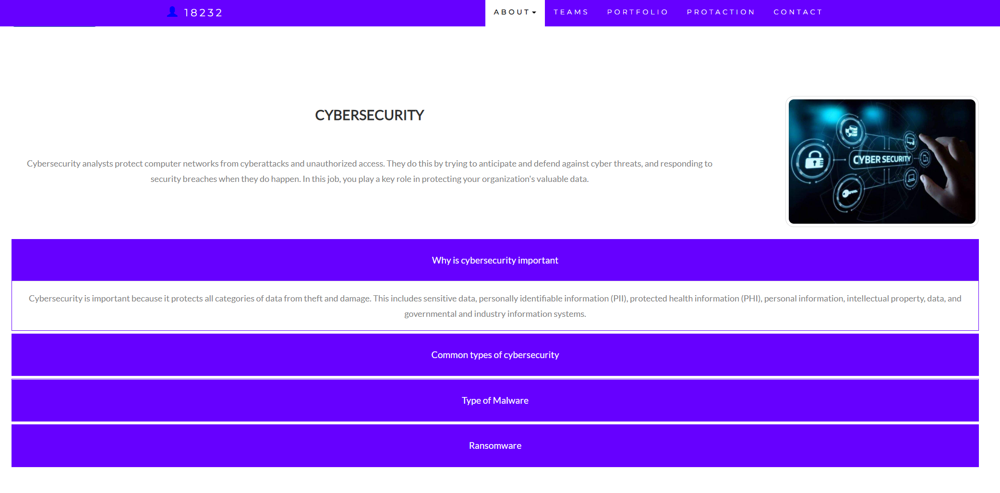 18232
ABOUT
TEAMS
PORTFOLIO
PROTACTION
CONTACT
CYBERSECURITY
Cybersecurity analysts protect computer networks from cyberattacks and unauthorized access. They do this by trying to anticipate and defend against cyber threats, and responding to
security breaches when they do happen. In this job, you play a key role in protecting your organization's valuable data.
CYBER SECURITY
Why is cybersecurity important
Cybersecurity is important because it protects all categories of data from theft and damage. This includes sensitive data, personally identifiable information (PII), protected health information (PHI), personal information, intellectual property, data, and
governmental and industry information systems.
Common types of cybersecurity
Type of Malware
Ransomware